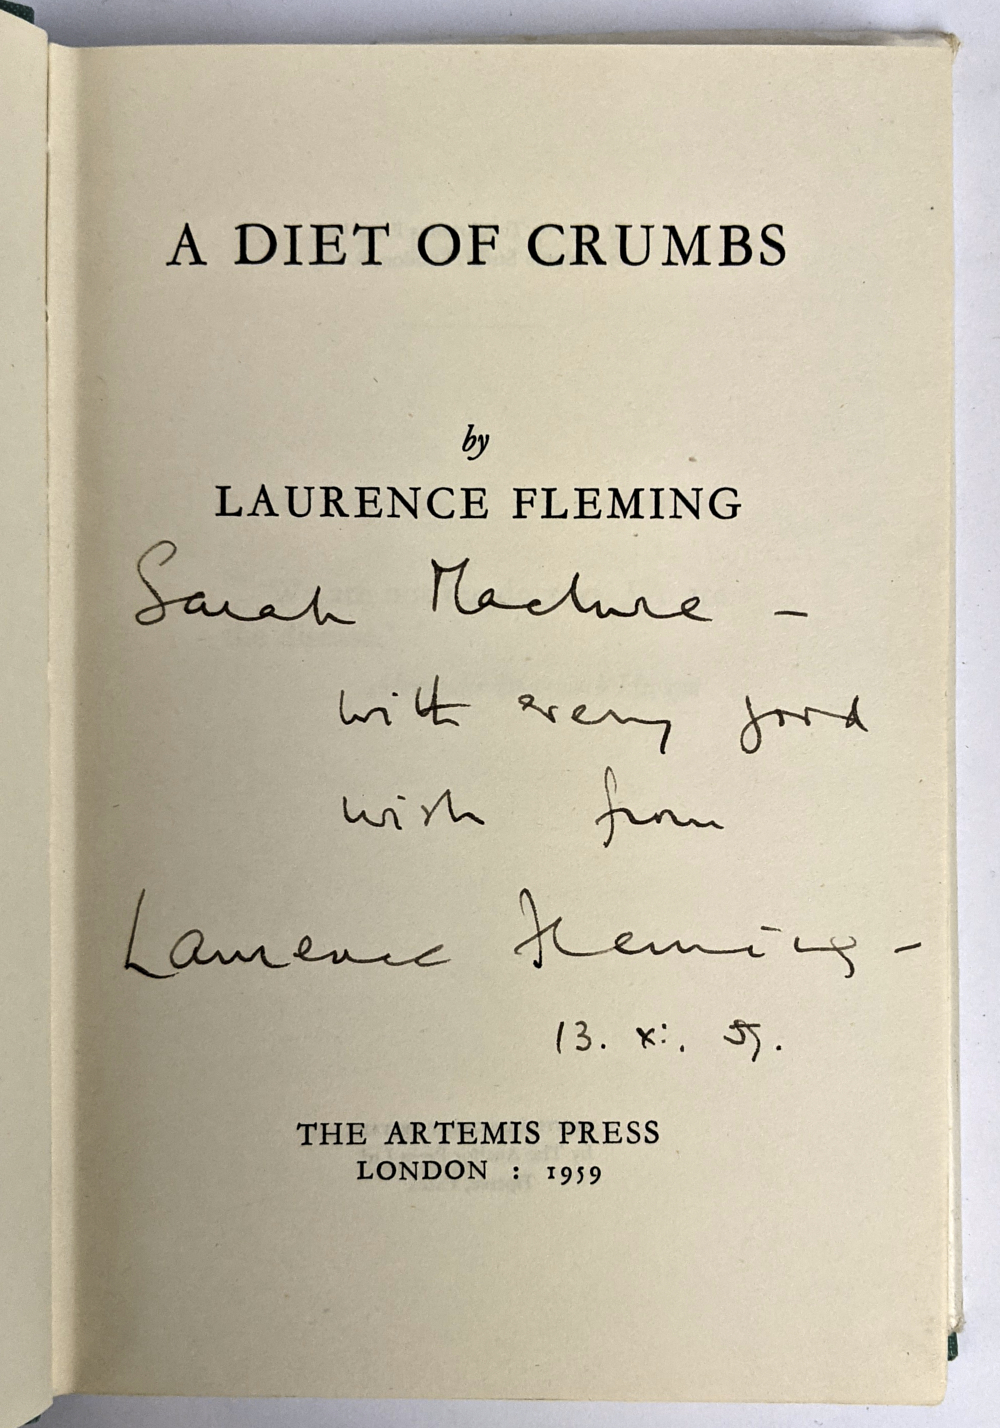 A DIET OF CRUMBS
by
LAURENCE FLEMING
Sarah Maclure –
with every good
wish from
Laurence Fleming –
13. xi. 59.
THE ARTEMIS PRESS
LONDON : 1959